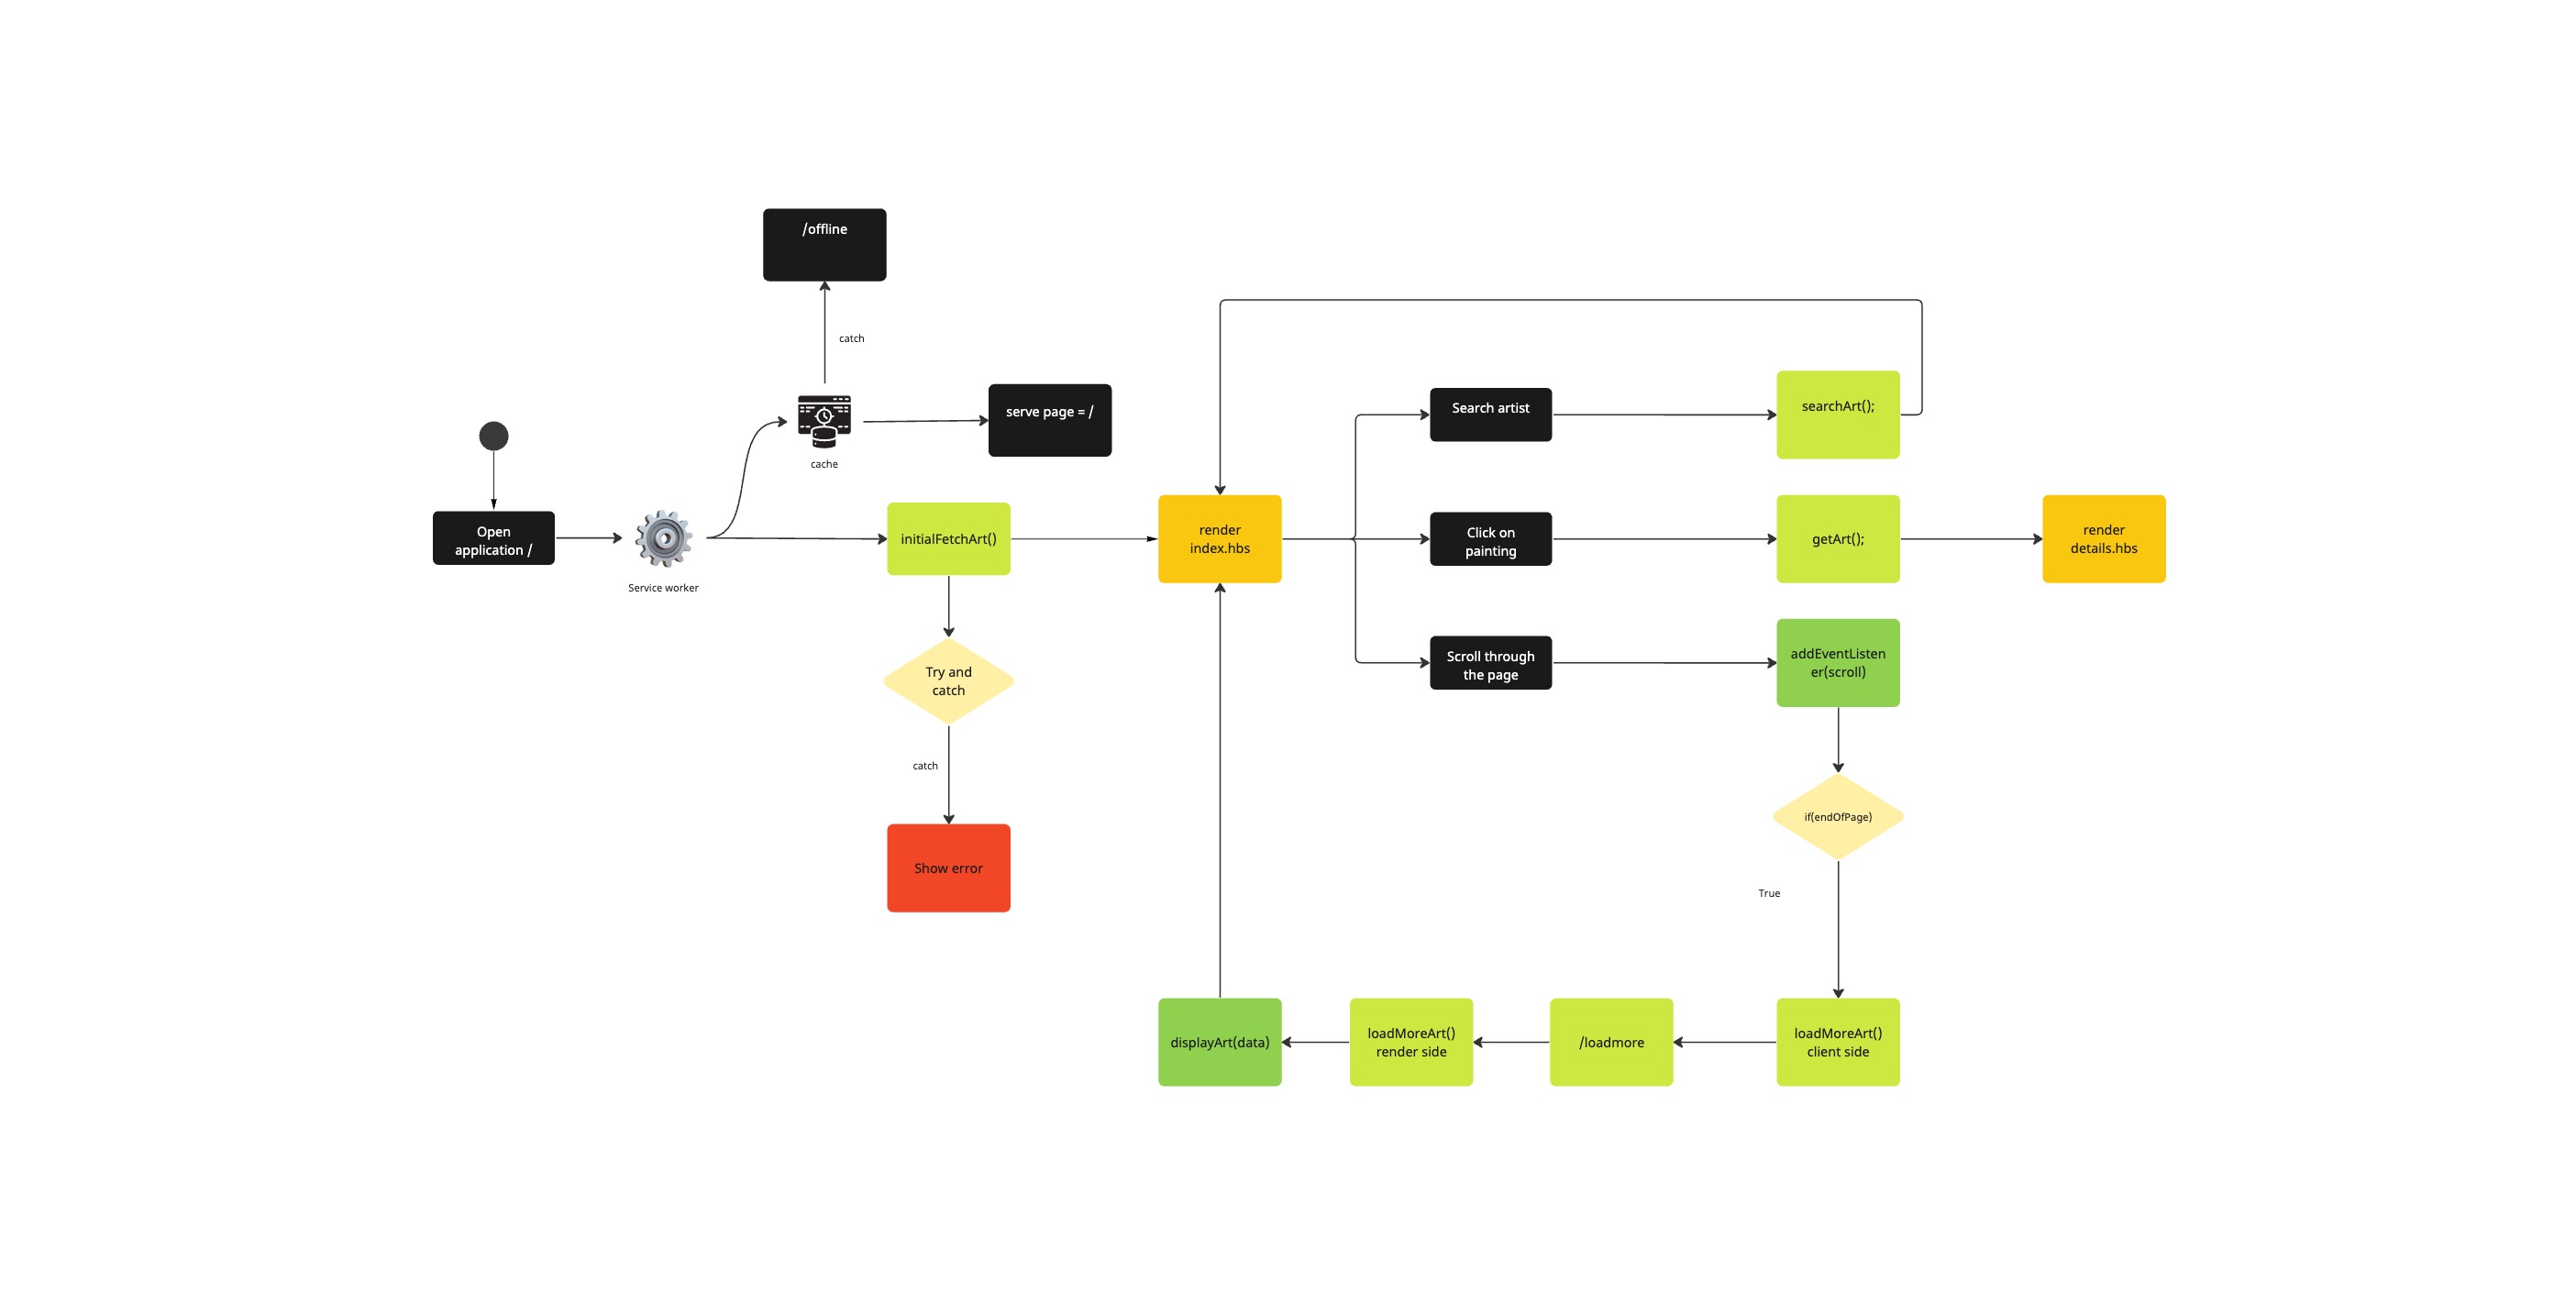 /offline
catch
serve page = /
cache
Open
application /
Service worker
initialFetchArt()
Try and
catch
catch
Show error
render
index.hbs
Search artist
searchArt();
Click on
painting
getArt();
render
details.hbs
Scroll through
the page
addEventListen
er(scroll)
if(endOfPage)
True
displayArt(data)
loadMoreArt()
render side
/loadmore
loadMoreArt()
client side